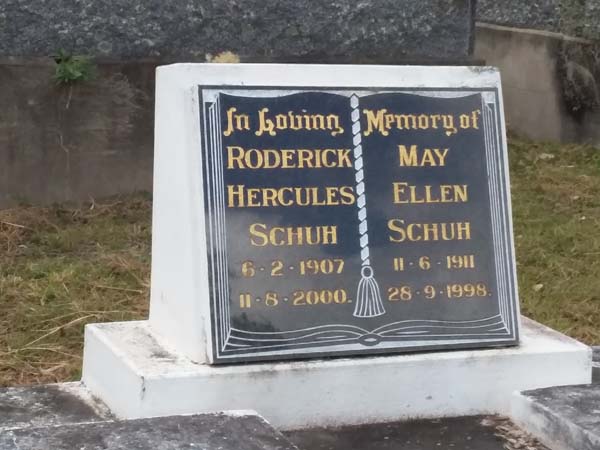 In Loving Memory of
RODERICK
HERCULES
SCHUH
6·2·1907
11·8·2000.
MAY
ELLEN
SCHUH
11·6·1911
28·9·1998.